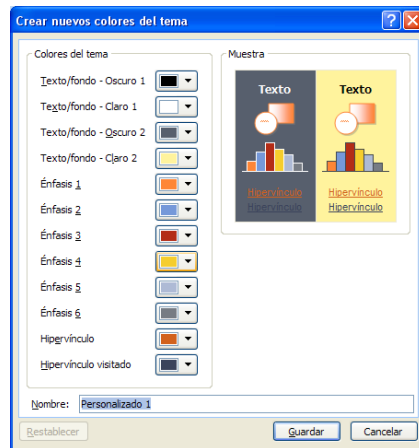 Crear nuevos colores del tema
Colores del tema
Texto/fondo - Oscuro 1
Texto/fondo - Claro 1
Texto/fondo - Oscuro 2
Texto/fondo - Claro 2
Énfasis 1
Énfasis 2
Énfasis 3
Énfasis 4
Énfasis 5
Énfasis 6
Hipervínculo
Hipervínculo visitado
Muestra
Texto Texto
Hipervínculo Hipervínculo
Hipervínculo Hipervínculo
Nombre: Personalizado 1
Restablecer Guardar Cancelar